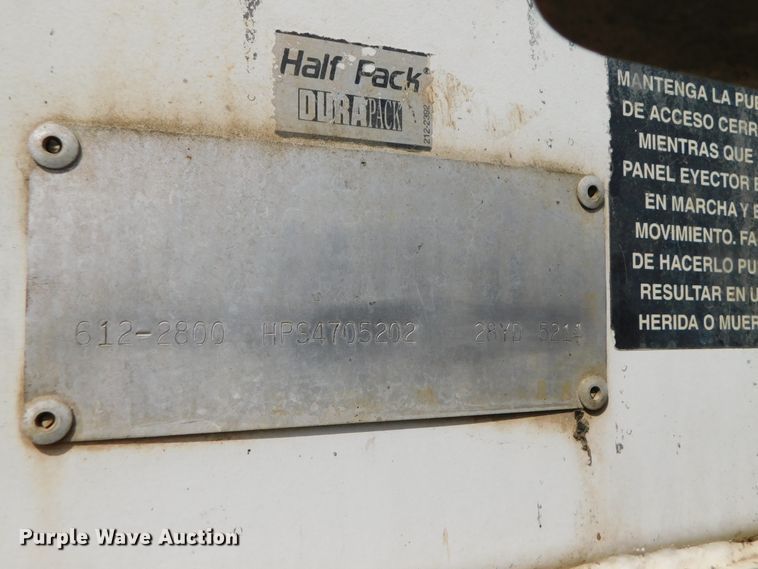 Half Pack®
DURAPACK
212-2392
612-2800 HPS4705202 28YD 5214
MANTENGA LA PUE
DE ACCESO CERR
MIENTRAS QUE
PANEL EYECTOR E
EN MARCHA Y E
MOVIMIENTO. FA
DE HACERLO PU
RESULTAR EN U
HERIDA O MUER
Purple Wave Auction